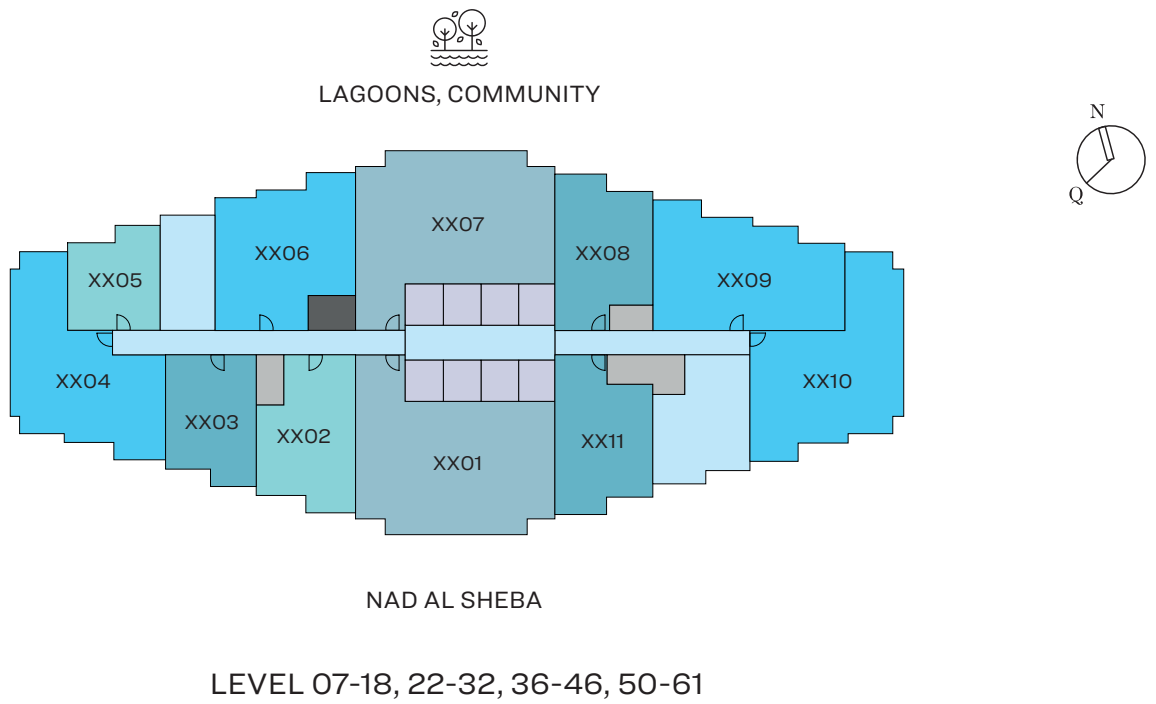 LAGOONS, COMMUNITY
N
Q
XX07
XX06
XX08
XX05
XX09
XX04
XX10
XX03
XX02
XX11
XX01
NAD AL SHEBA
LEVEL 07-18, 22-32, 36-46, 50-61